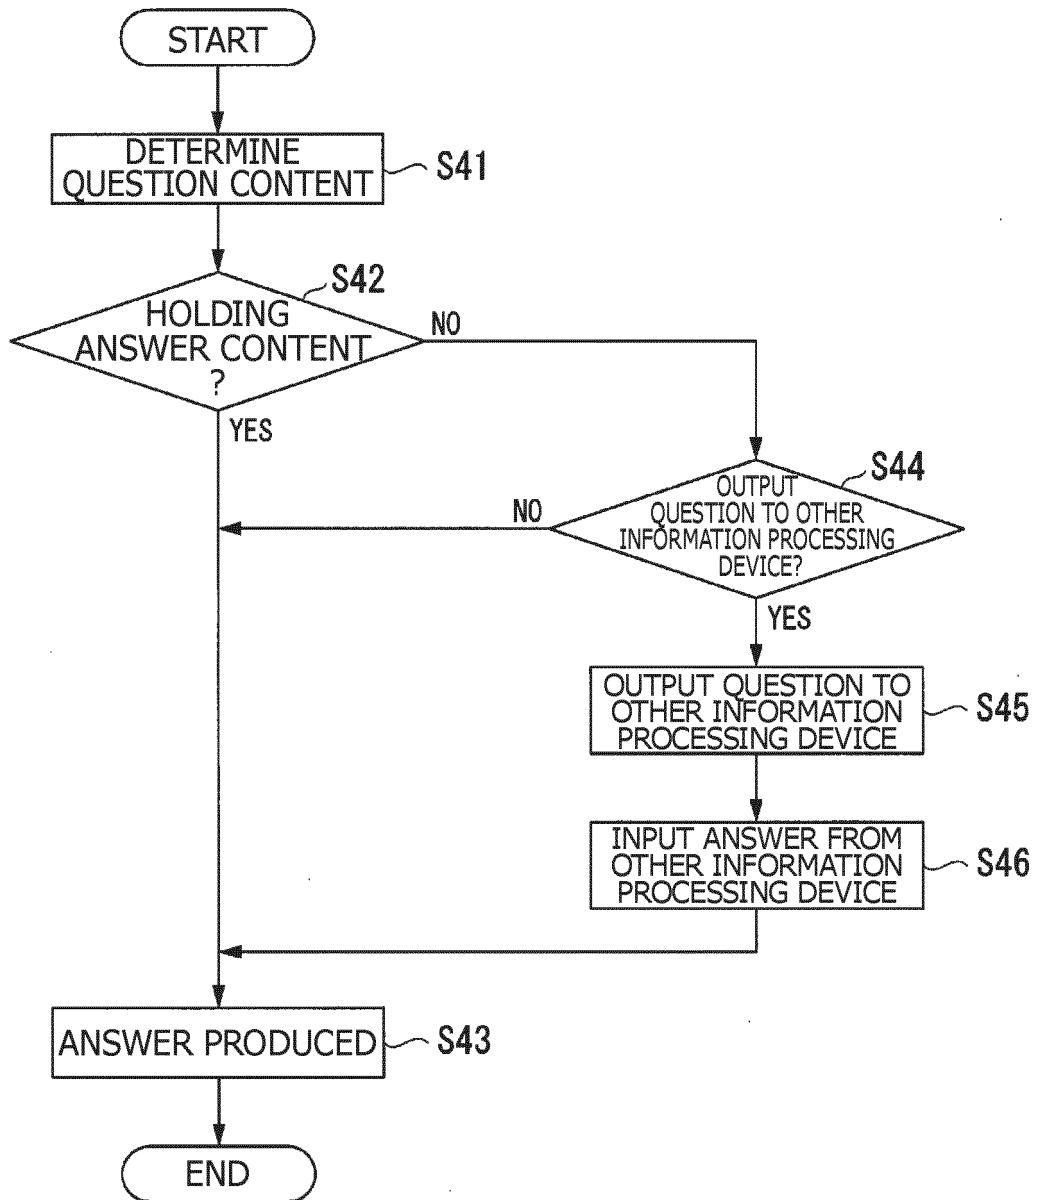 START
DETERMINE
QUESTION CONTENT
S41
S42
HOLDING
ANSWER CONTENT
?
NO
YES
S44
OUTPUT
QUESTION TO OTHER
INFORMATION PROCESSING
DEVICE?
NO
YES
OUTPUT QUESTION TO
OTHER INFORMATION
PROCESSING DEVICE
S45
INPUT ANSWER FROM
OTHER INFORMATION
PROCESSING DEVICE
S46
ANSWER PRODUCED
S43
END